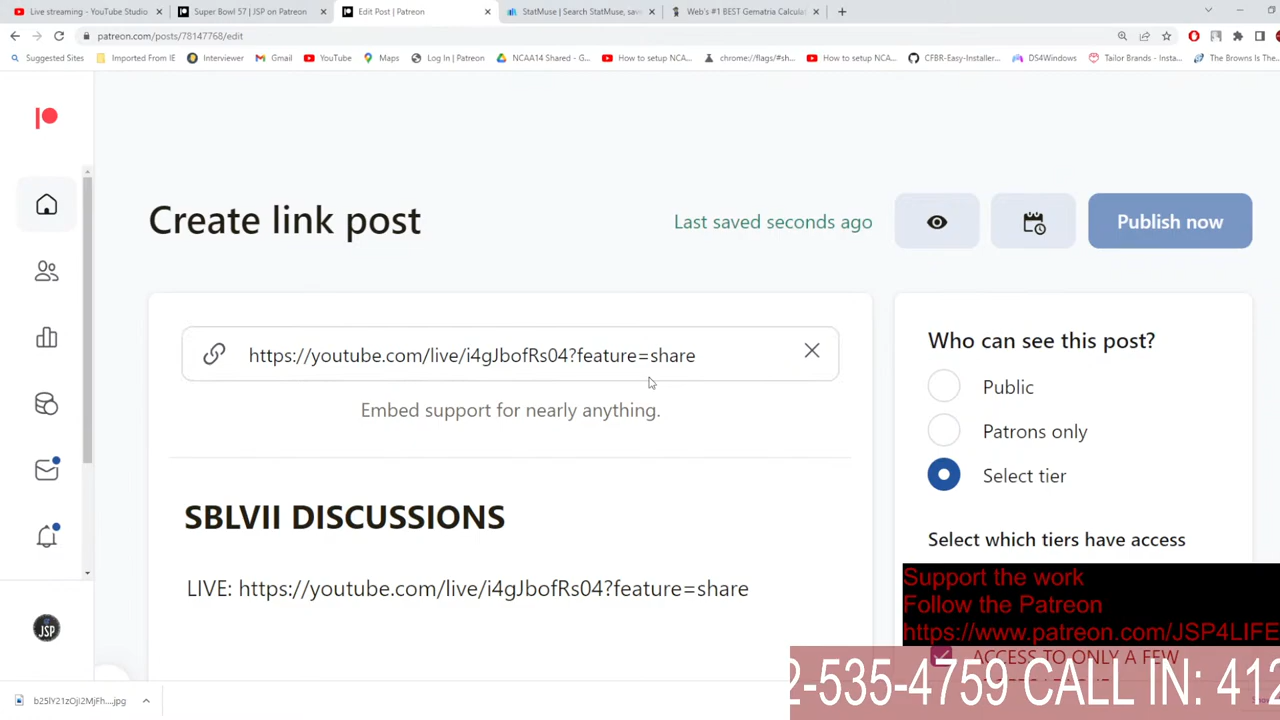 Live streaming - YouTube Studio
Super Bowl 57 | JSP on Patreon
Edit Post | Patreon
StatMuse | Search StatMuse, sav
Web's #1 BEST Gematria Calcula
patreon.com/posts/78147768/edit
Suggested Sites
Imported From IE
Interviewer
Gmail
YouTube
Maps
Log In | Patreon
NCAA14 Shared - G...
How to setup NCA...
chrome://flags/#sh...
How to setup NCA...
CFBR-Easy-Installer...
DS4Windows
Tailor Brands - Insta...
The Browns Is The...
Create link post
Last saved seconds ago
Publish now
https://youtube.com/live/i4gJbofRs04?feature=share
Embed support for nearly anything.
SBLVII DISCUSSIONS
LIVE: https://youtube.com/live/i4gJbofRs04?feature=share
Who can see this post?
Public
Patrons only
Select tier
Select which tiers have access
Support the work
Follow the Patreon
https://www.patreon.com/JSP4LIFE
ACCESS TO ONLY A FEW
2-535-4759 CALL IN: 412
JSP
b25lY21zOji2MjFh....jpg